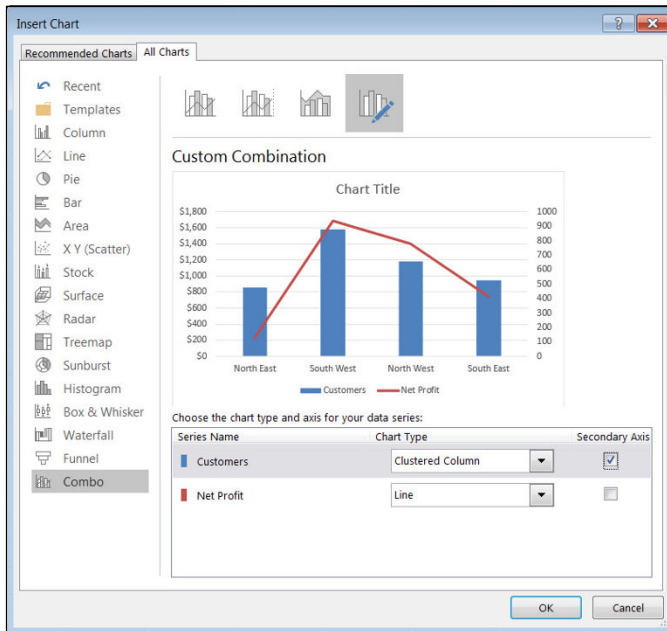 Insert Chart
?
Recommended Charts All Charts
Recent
Templates
Column
Line
Pie
Bar
Area
X Y (Scatter)
Stock
Surface
Radar
Treemap
Sunburst
Histogram
Box & Whisker
Waterfall
Funnel
Combo
Custom Combination
Chart Title
$1,800
$1,600
$1,400
$1,200
$1,000
$800
$600
$400
$200
$0
1000
900
800
700
600
500
400
300
200
100
0
North East South West North West South East
Customers Net Profit
Choose the chart type and axis for your data series:
Series Name Chart Type Secondary Axis
Customers Clustered Column
Net Profit Line
OK Cancel